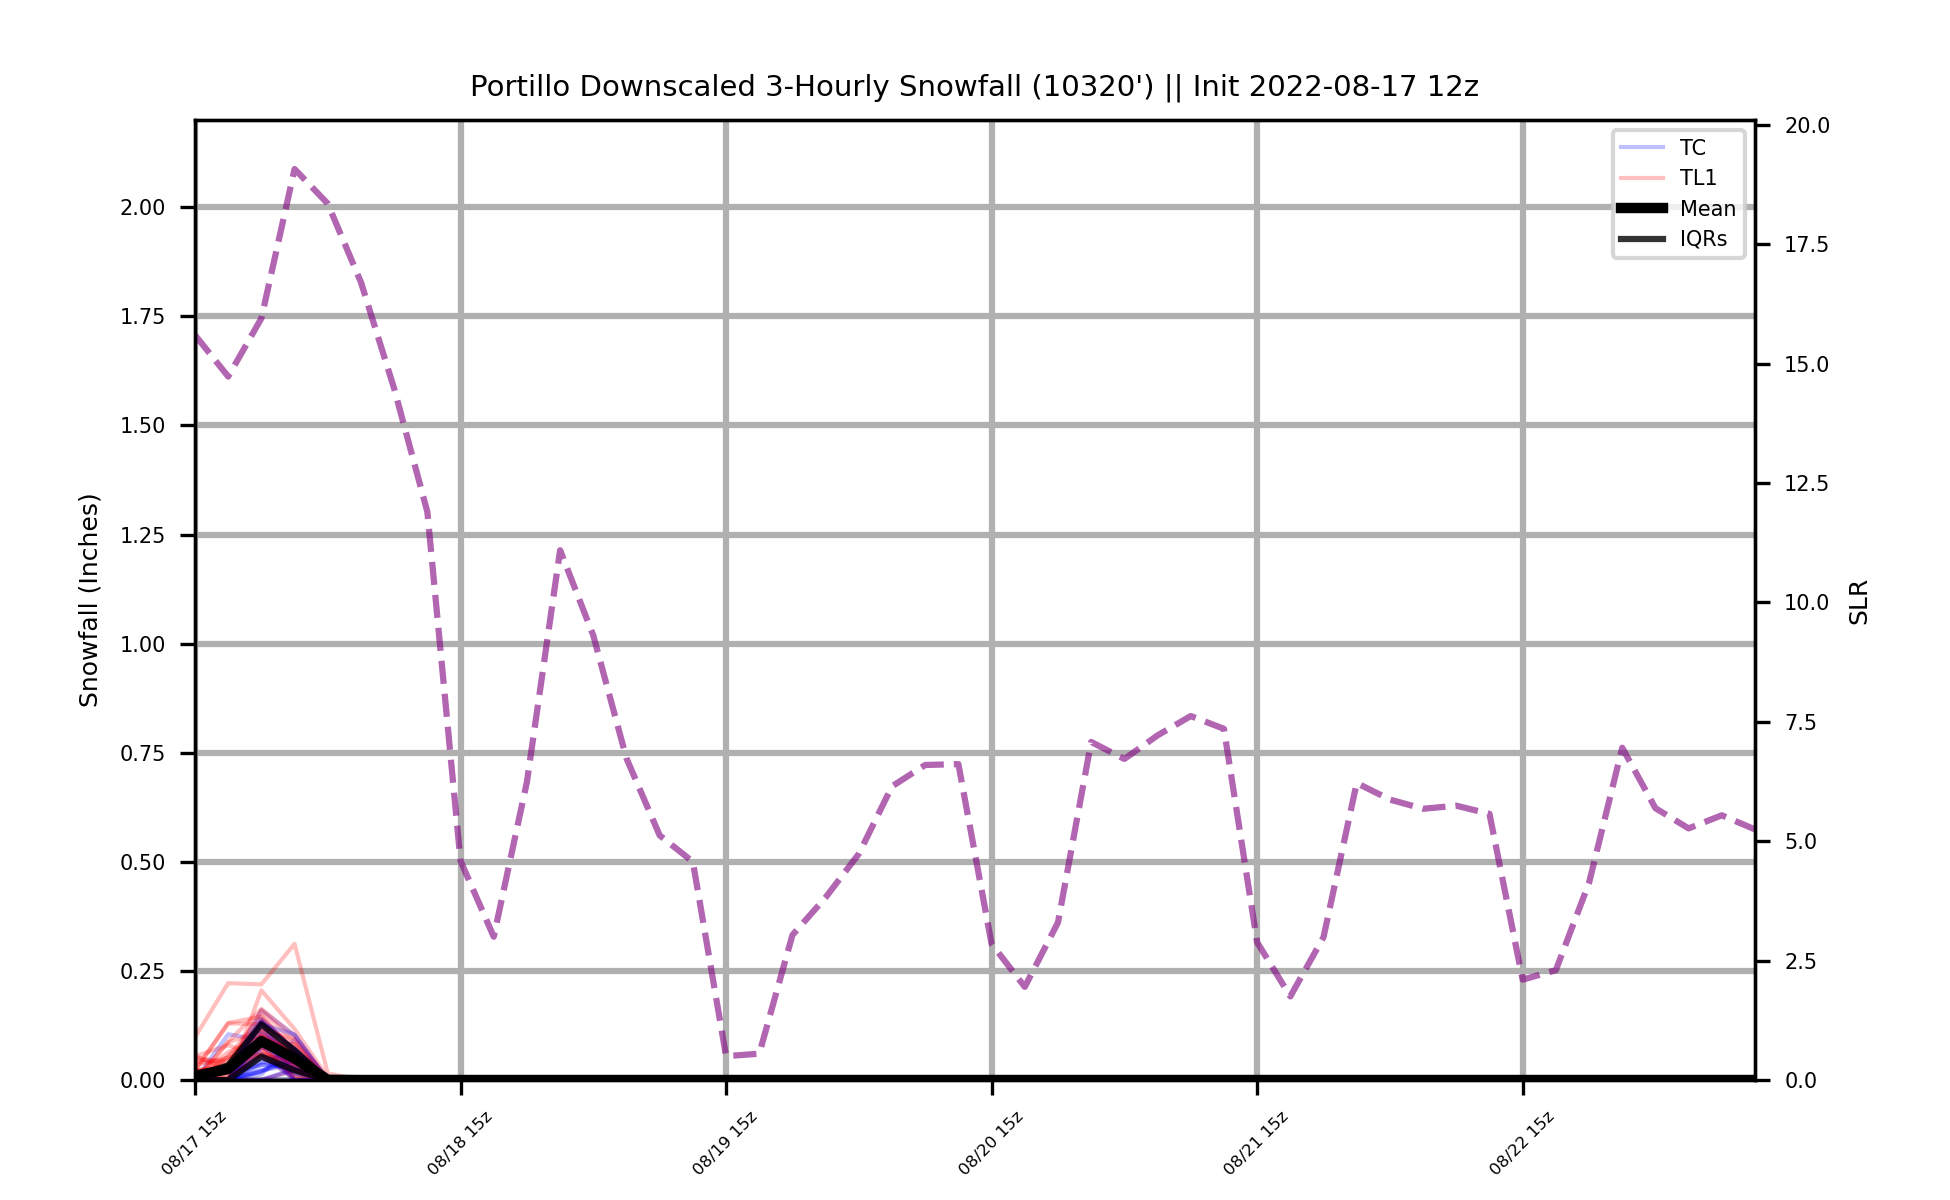 Portillo Downscaled 3-Hourly Snowfall (10320') || Init 2022-08-17 12z
TC
TL1
Mean
IQRs
Snowfall (Inches)
2.00
1.75
1.50
1.25
1.00
0.75
0.50
0.25
0.00
20.0
17.5
15.0
12.5
10.0
7.5
5.0
2.5
0.0
SLR
08/17 15z
08/18 15z
08/19 15z
08/20 15z
08/21 15z
08/22 15z